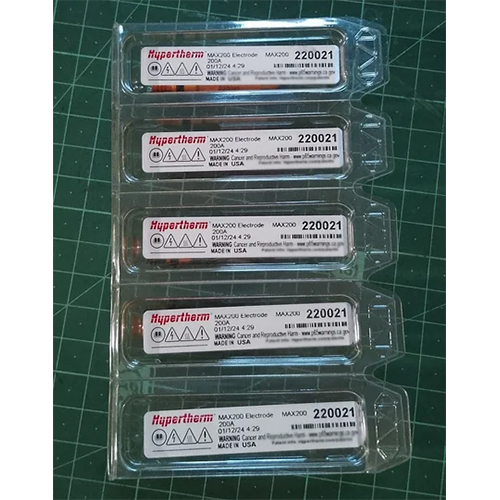 Hypertherm MAX200 Electrode MAX200 220021
200A
01/12/24 4:29
WARNING Cancer and Reproductive Harm - www.p65warnings.ca.gov
MADE IN USA
Hypertherm MAX200 Electrode MAX200 220021
200A
01/12/24 4:29
WARNING Cancer and Reproductive Harm - www.p65warnings.ca.gov
MADE IN USA
Hypertherm MAX200 Electrode MAX200 220021
200A
01/12/24 4:29
WARNING Cancer and Reproductive Harm - www.p65warnings.ca.gov
MADE IN USA
Hypertherm MAX200 Electrode MAX200 220021
200A
01/12/24 4:29
WARNING Cancer and Reproductive Harm - www.p65warnings.ca.gov
MADE IN USA
Hypertherm MAX200 Electrode MAX200 220021
200A
01/12/24 4:29
WARNING Cancer and Reproductive Harm - www.p65warnings.ca.gov
MADE IN USA